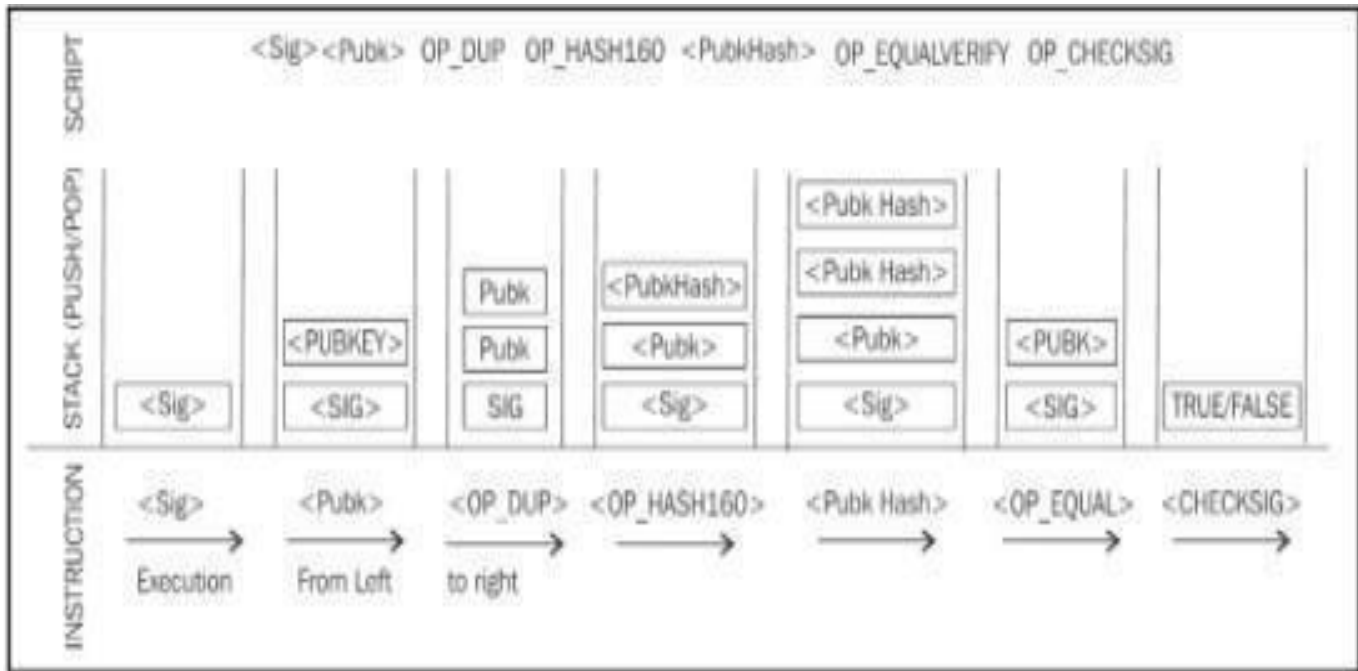 SCRIPT
<Sig> <Pubk> OP_DUP OP_HASH160 <PubkHash> OP_EQUALVERIFY OP_CHECKSIG
STACK (PUSH/POP)
<Pubk Hash>
<PubkHash> <Pubk Hash>
Pubk
<PUBKEY> Pubk <Pubk> <Pubk> <PUBK>
<Sig> <SIG> SIG <Sig> <Sig> <SIG> TRUE/FALSE
INSTRUCTION
<Sig> <Pubk> <OP_DUP> <OP_HASH160> <Pubk Hash> <OP_EQUAL> <CHECKSIG>
Execution From Left to right